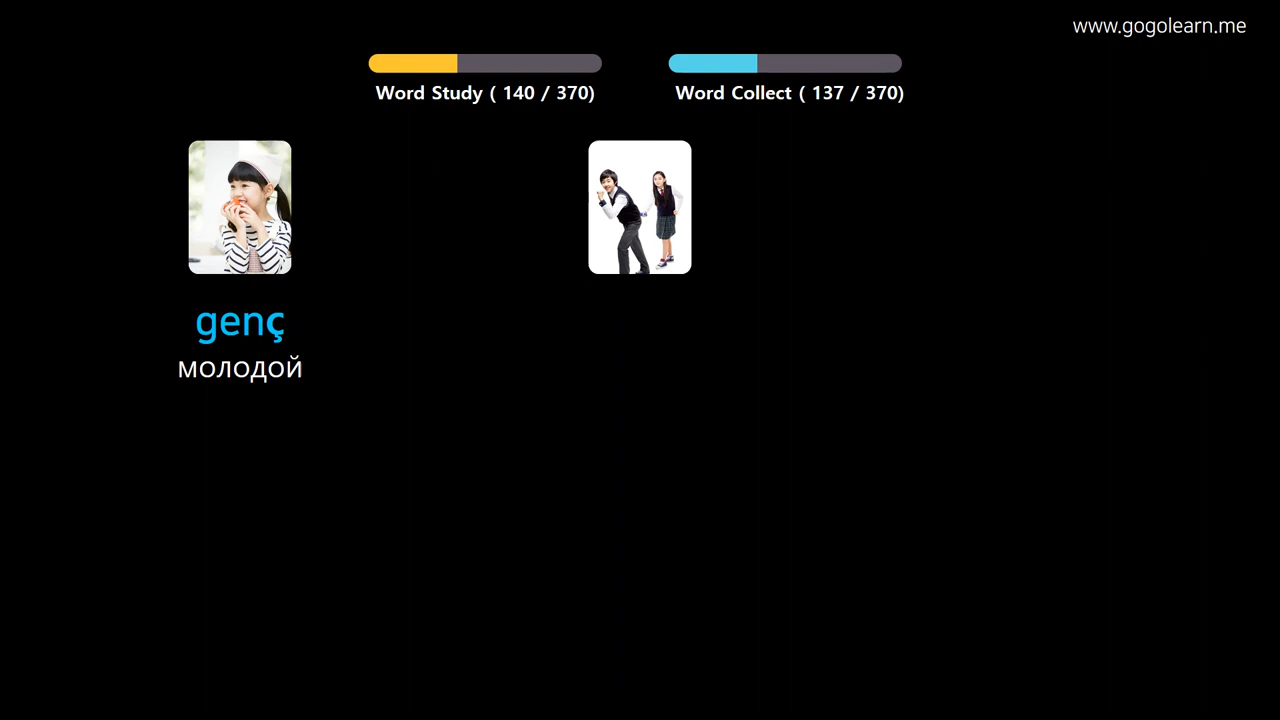 www.gogolearn.me
Word Study ( 140 / 370)
Word Collect ( 137 / 370)
genç
молодой